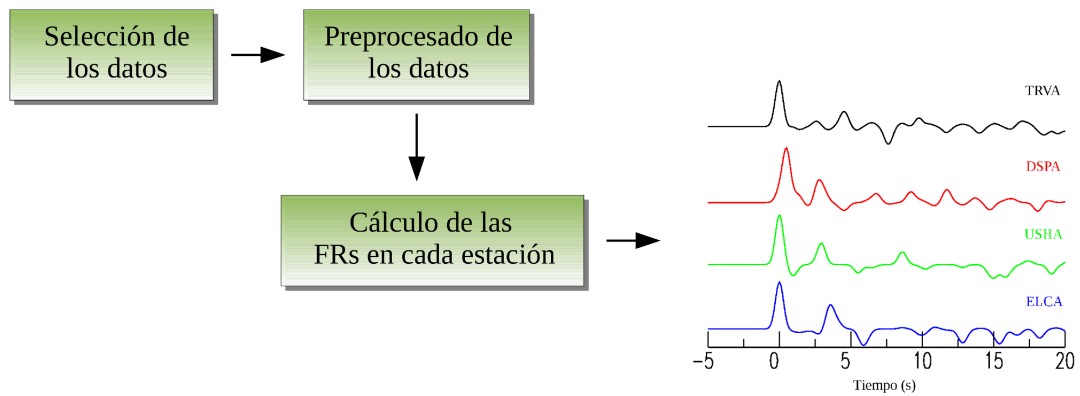 Selección de
los datos
Preprocesado de
los datos
Cálculo de las
FRs en cada estación
TRVA
DSPA
USHA
ELCA
-5 0 5 10 15 20
Tiempo (s)